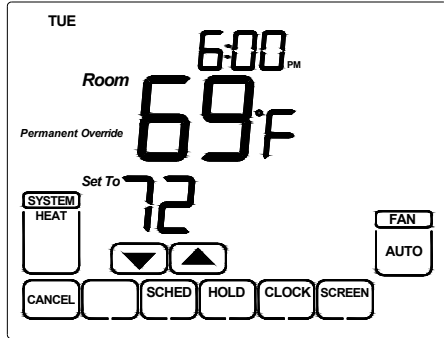 TUE
6:00 PM
Room 69°F
Permanent Override
Set To 72
SYSTEM
HEAT
FAN
AUTO
CANCEL SCHED HOLD CLOCK SCREEN